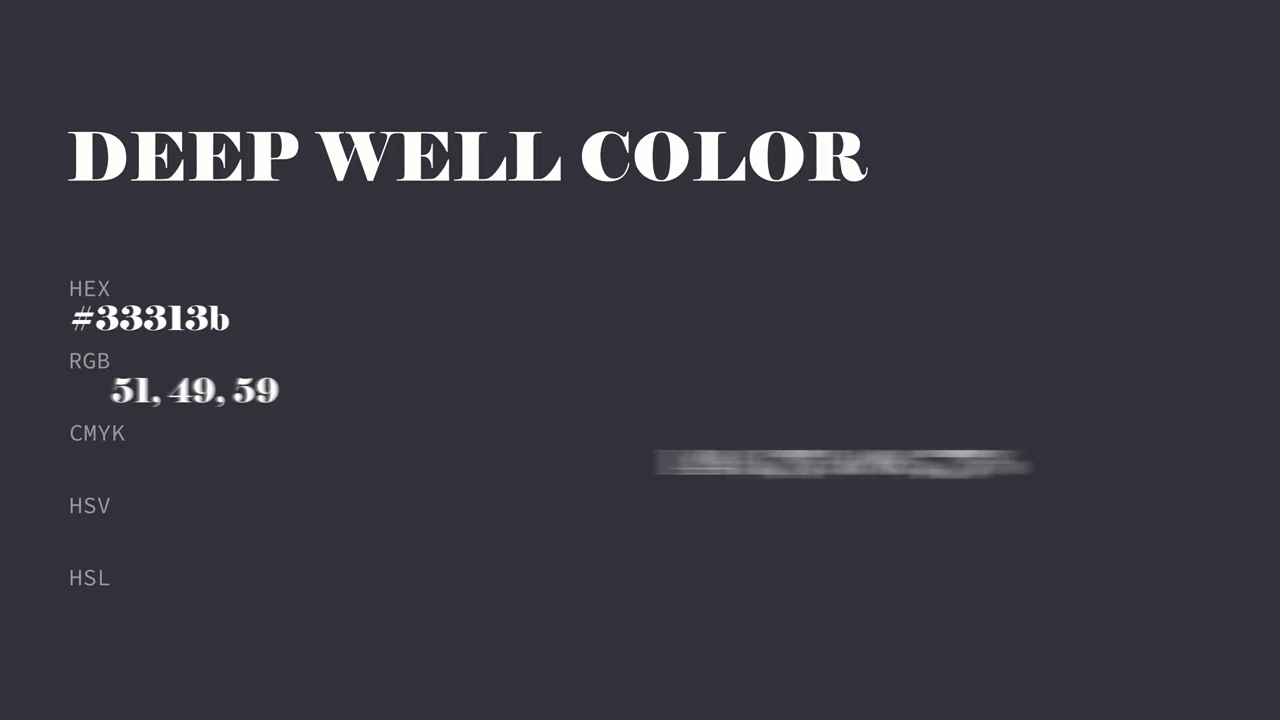 DEEP WELL COLOR
HEX
#33313b
RGB
51, 49, 59
CMYK
HSV
HSL